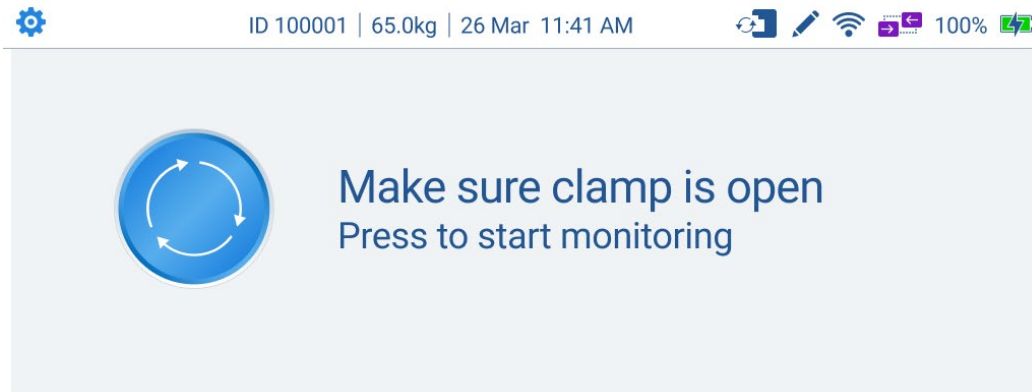 ID 100001 | 65.0kg | 26 Mar 11:41 AM 100%
Make sure clamp is open
Press to start monitoring